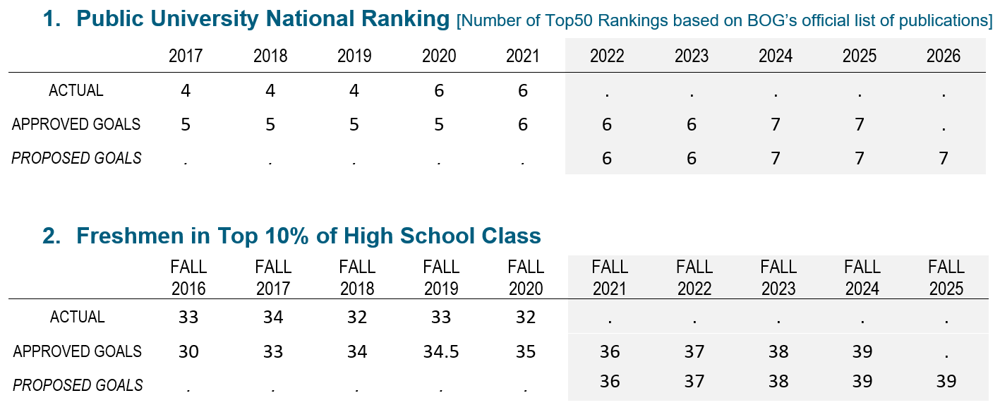 1. Public University National Ranking [Number of Top50 Rankings based on BOG's official list of publications]
2017 2018 2019 2020 2021 2022 2023 2024 2025 2026
ACTUAL 4 4 4 6 6 . . . . .
APPROVED GOALS 5 5 5 5 6 6 6 7 7 .
PROPOSED GOALS . . . . . 6 6 7 7 7
2. Freshmen in Top 10% of High School Class
FALL FALL FALL FALL FALL FALL FALL FALL FALL FALL
2016 2017 2018 2019 2020 2021 2022 2023 2024 2025
ACTUAL 33 34 32 33 32 . . . . .
APPROVED GOALS 30 33 34 34.5 35 36 37 38 39 .
PROPOSED GOALS . . . . . 36 37 38 39 39